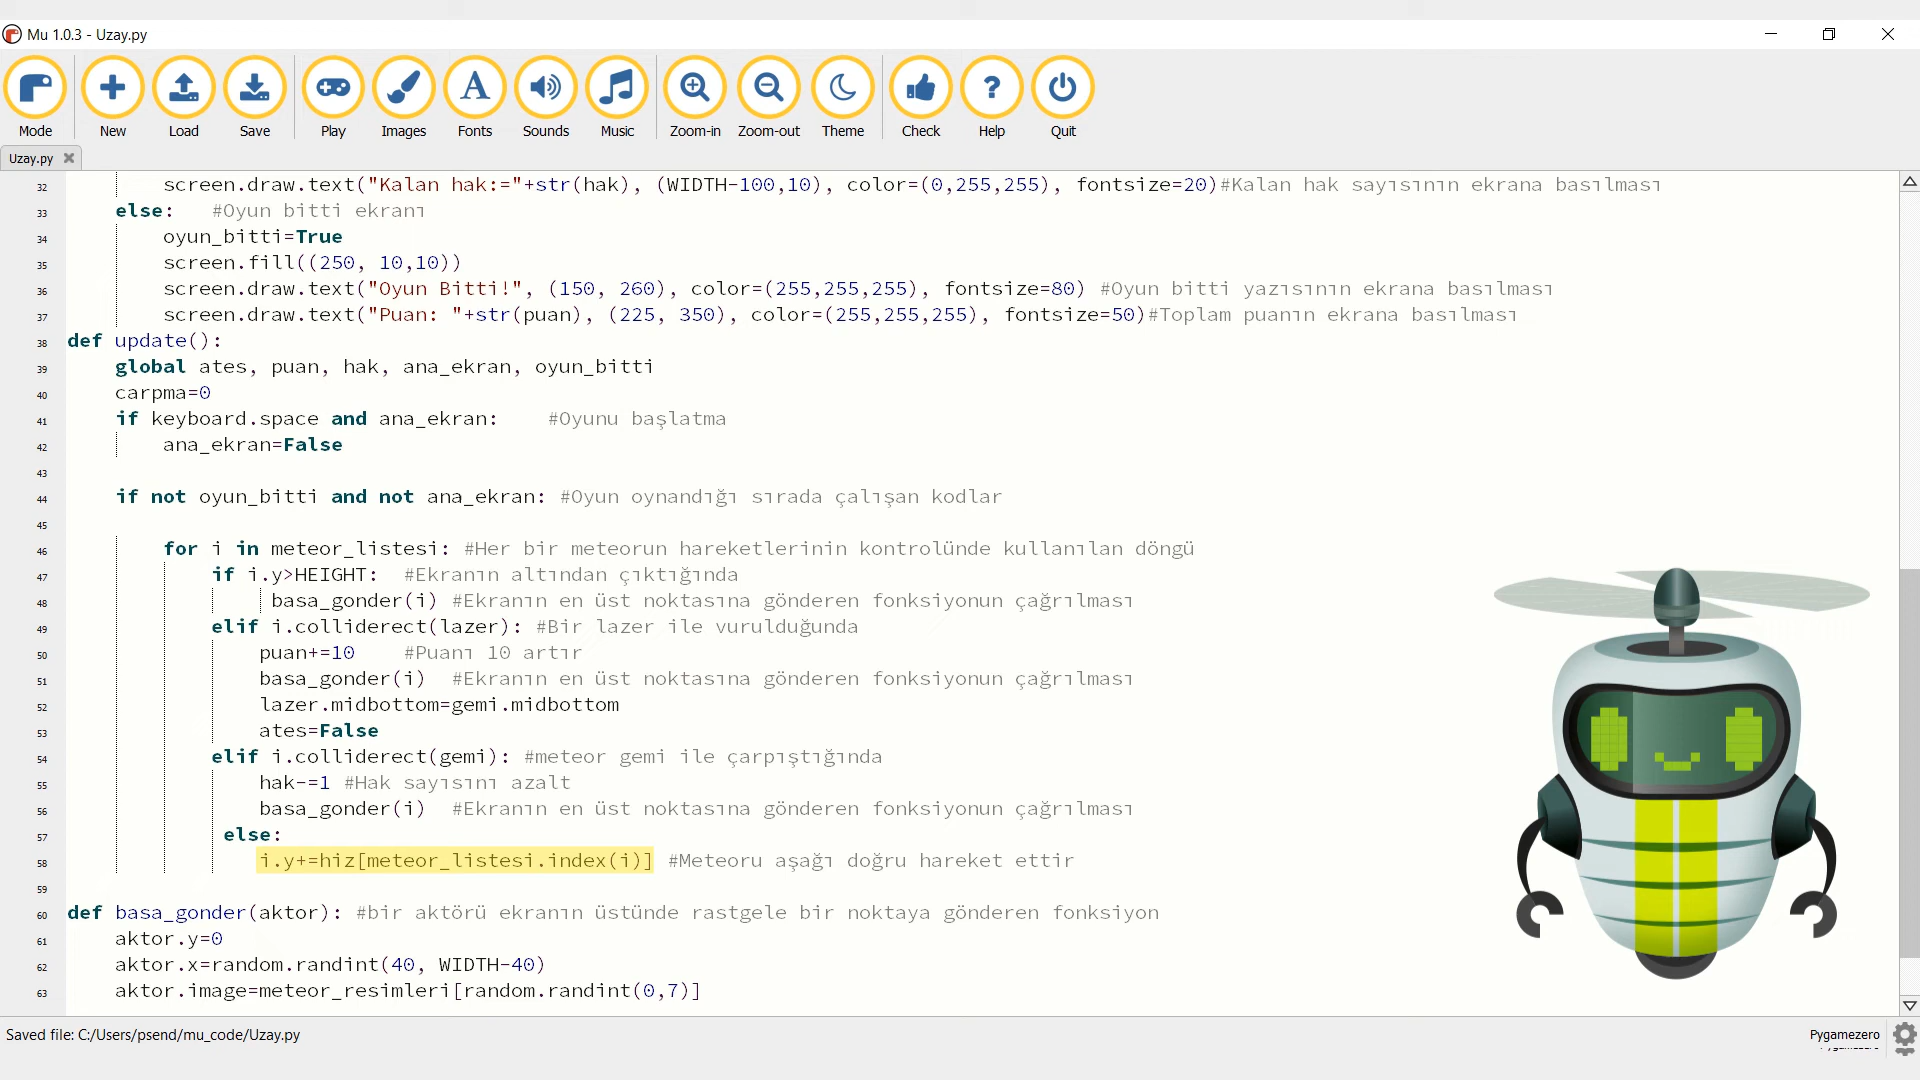 Mu 1.0.3 - Uzay.py
Mode New Load Save Play Images Fonts Sounds Music Zoom-in Zoom-out Theme Check Help Quit
Uzay.py
32 screen.draw.text("Kalan hak:="+str(hak), (WIDTH-100,10), color=(0,255,255), fontsize=20)#Kalan hak sayısının ekrana basılması
33 else: #Oyun bitti ekranı
34 oyun_bitti=True
35 screen.fill((250, 10,10))
36 screen.draw.text("Oyun Bitti!", (150, 260), color=(255,255,255), fontsize=80) #Oyun bitti yazısının ekrana basılması
37 screen.draw.text("Puan: "+str(puan), (225, 350), color=(255,255,255), fontsize=50)#Toplam puanın ekrana basılması
38 def update():
39 global ates, puan, hak, ana_ekran, oyun_bitti
40 carpma=0
41 if keyboard.space and ana_ekran: #Oyunu başlatma
42 ana_ekran=False
43
44 if not oyun_bitti and not ana_ekran: #Oyun oynandığı sırada çalışan kodlar
45
46 for i in meteor_listesi: #Her bir meteorun hareketlerinin kontrolünde kullanılan döngü
47 if i.y>HEIGHT: #Ekranın altından çıktığında
48 basa_gonder(i) #Ekranın en üst noktasına gönderen fonksiyonun çağrılması
49 elif i.colliderect(lazer): #Bir lazer ile vurulduğunda
50 puan+=10 #Puanı 10 artır
51 basa_gonder(i) #Ekranın en üst noktasına gönderen fonksiyonun çağrılması
52 lazer.midbottom=gemi.midbottom
53 ates=False
54 elif i.colliderect(gemi): #meteor gemi ile çarpıştığında
55 hak-=1 #Hak sayısını azalt
56 basa_gonder(i) #Ekranın en üst noktasına gönderen fonksiyonun çağrılması
57 else:
58 i.y+=hiz[meteor_listesi.index(i)] #Meteoru aşağı doğru hareket ettir
59
60 def basa_gonder(aktor): #bir aktörü ekranın üstünde rastgele bir noktaya gönderen fonksiyon
61 aktor.y=0
62 aktor.x=random.randint(40, WIDTH-40)
63 aktor.image=meteor_resimleri[random.randint(0,7)]
Saved file: C:/Users/psend/mu_code/Uzay.py
Pygamezero